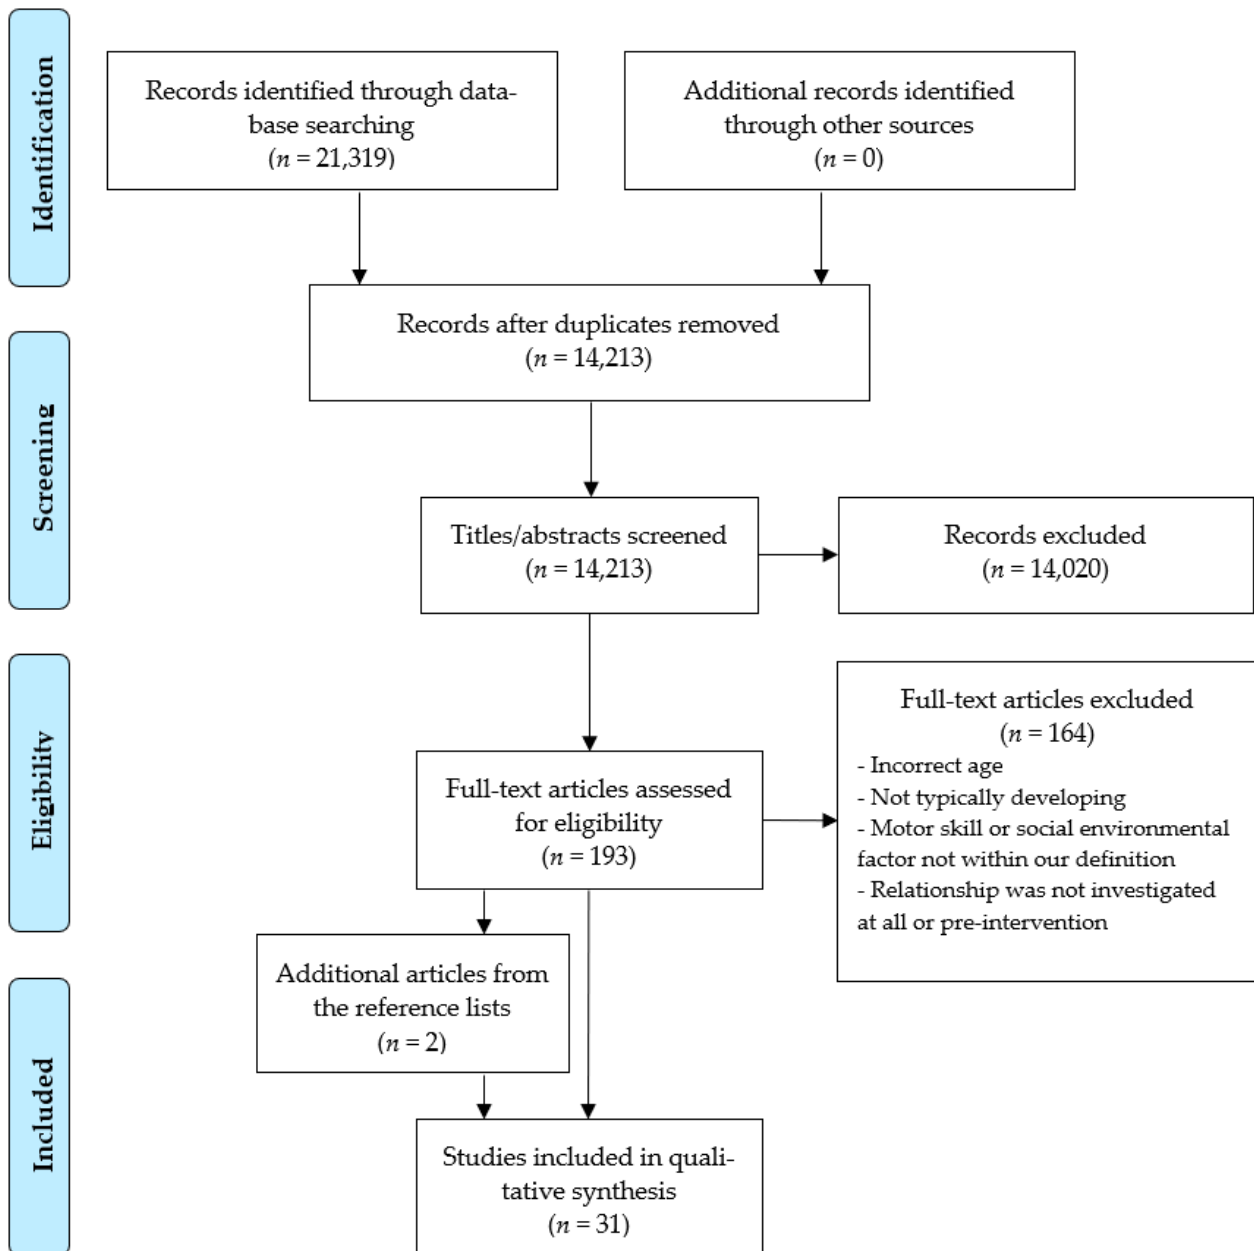 Identification
Records identified through data-
base searching
(n = 21,319)
Additional records identified
through other sources
(n = 0)
Records after duplicates removed
(n = 14,213)
Screening
Titles/abstracts screened
(n = 14,213)
Records excluded
(n = 14,020)
Eligibility
Full-text articles assessed
for eligibility
(n = 193)
Full-text articles excluded
(n = 164)
- Incorrect age
- Not typically developing
- Motor skill or social environmental
factor not within our definition
- Relationship was not investigated
at all or pre-intervention
Additional articles from
the reference lists
(n = 2)
Included
Studies included in quali-
tative synthesis
(n = 31)